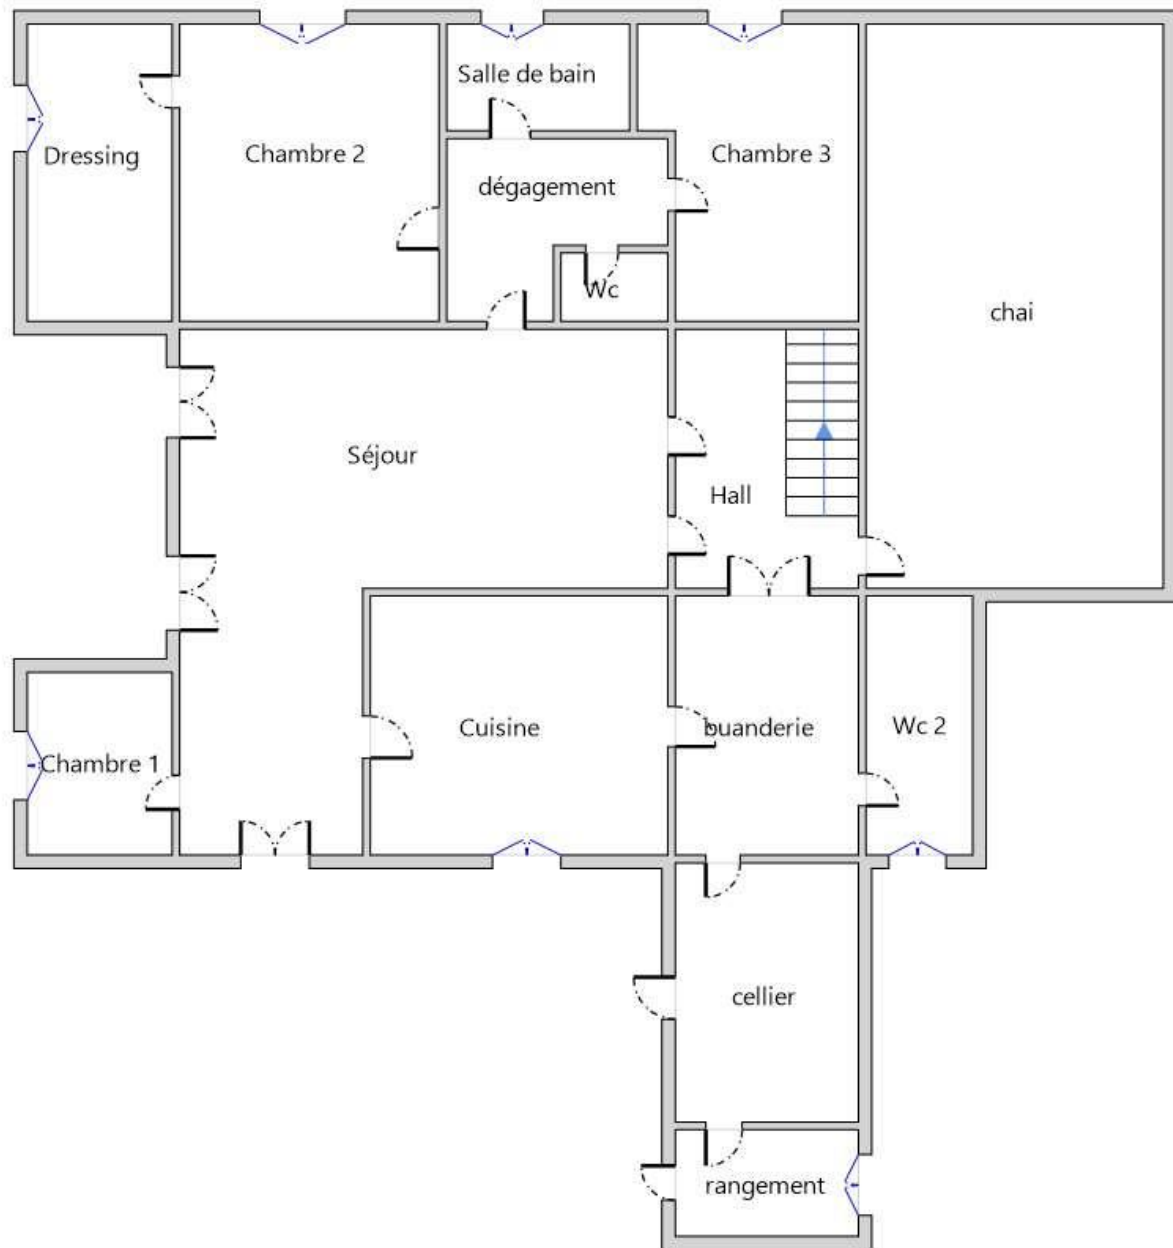 Salle de bain
Dressing
Chambre 2
Chambre 3
dégagement
Wc
chai
Séjour
Hall
Cuisine
buanderie
Wc 2
Chambre 1
cellier
rangement